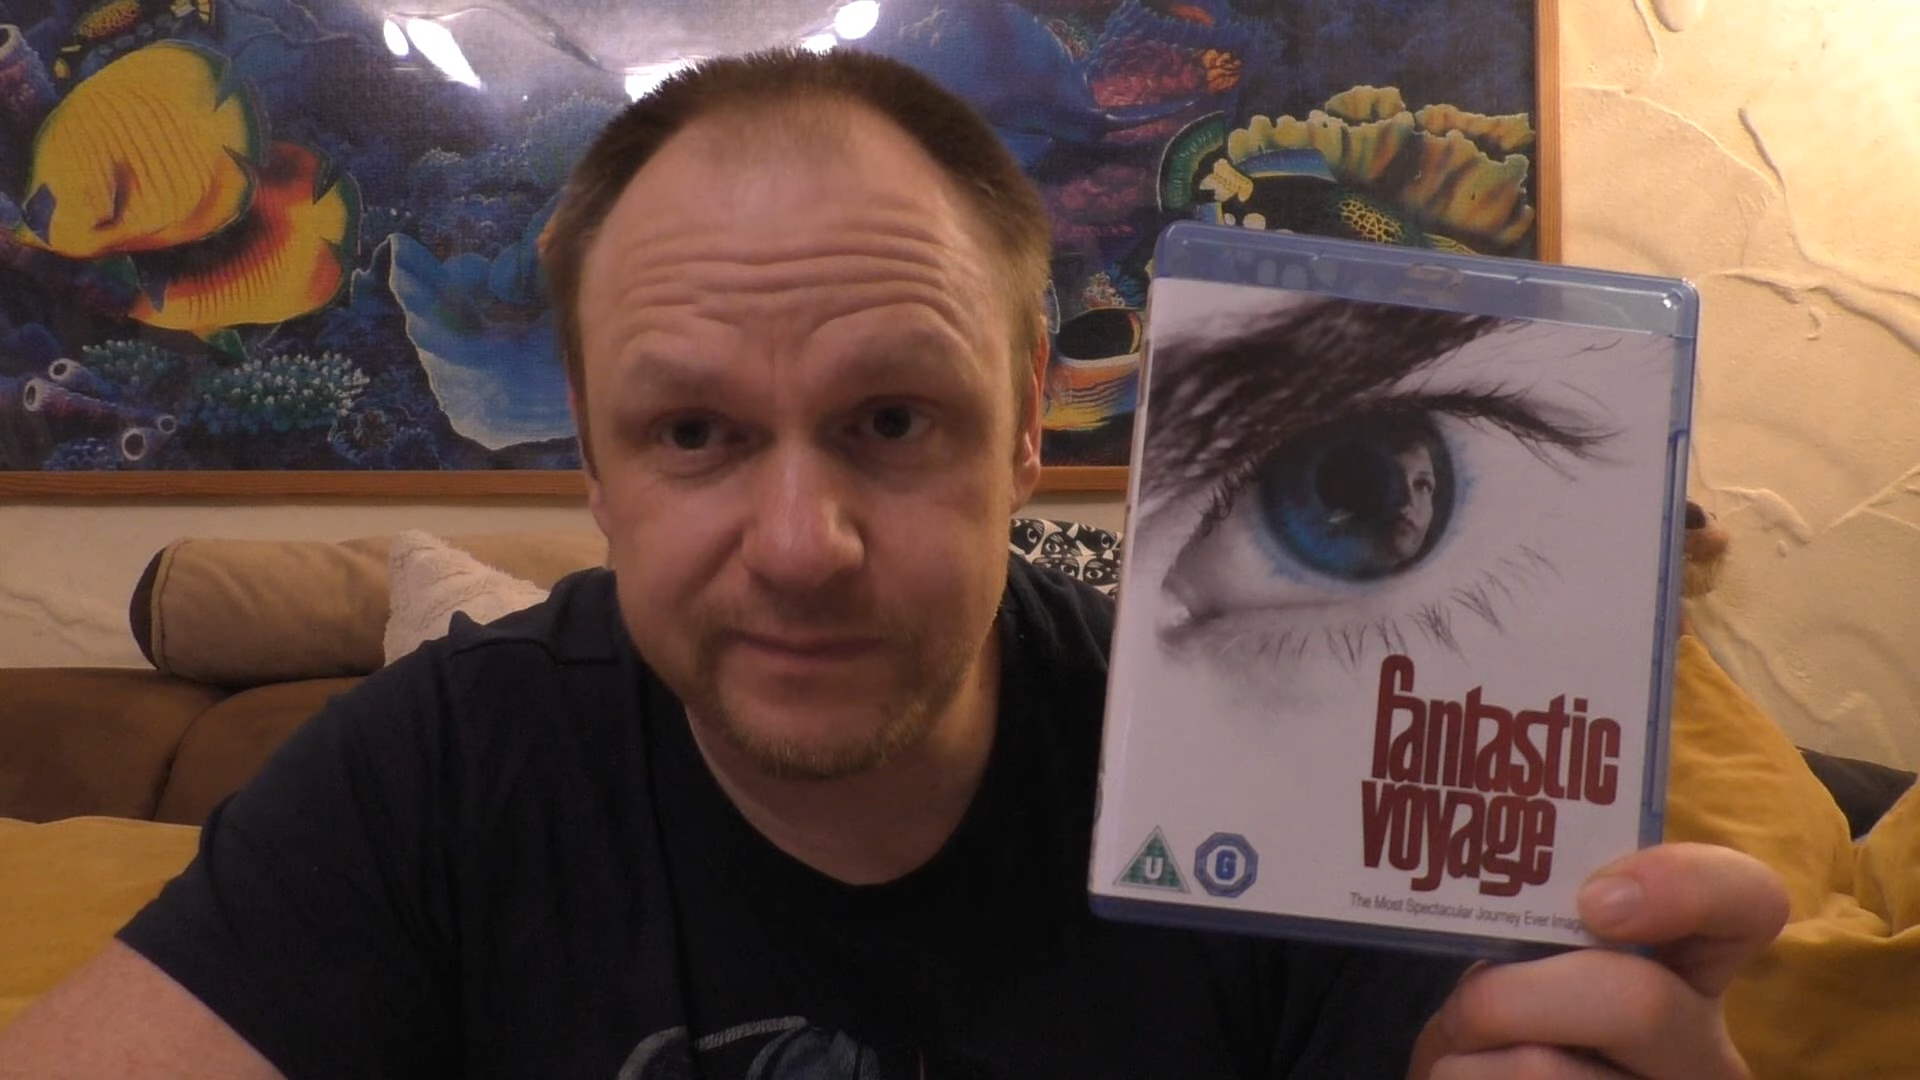 fantastic
voyage
U
G
The Most Spectacular Journey Ever